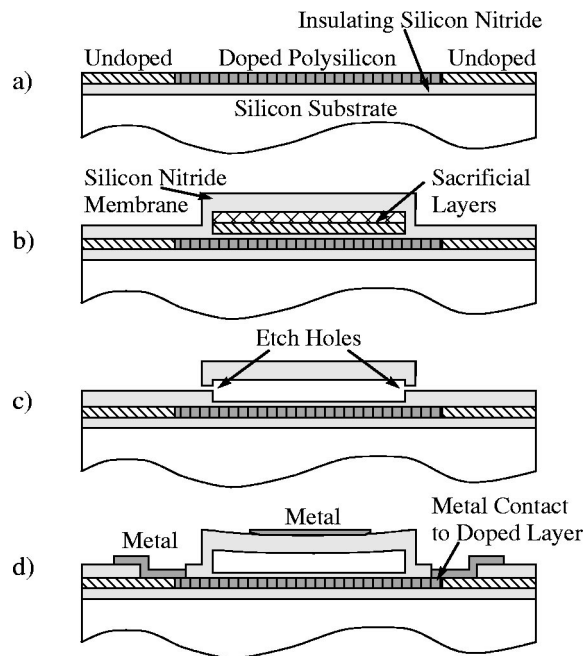 Insulating Silicon Nitride
Undoped Doped Polysilicon Undoped
a)
Silicon Substrate
Silicon Nitride
Membrane
Sacrificial
Layers
b)
Etch Holes
c)
Metal
Metal
Metal Contact
to Doped Layer
d)